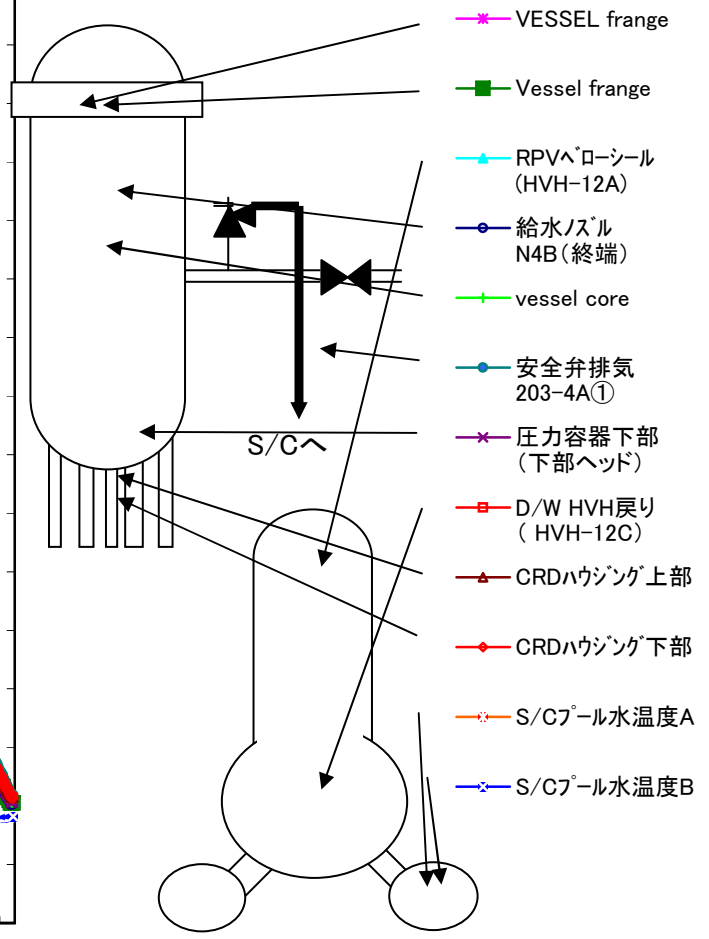 VESSEL frange
Vessel frange
RPVﾍﾞﾛｰｼｰﾙ
(HVH-12A)
給水ﾉｽﾞﾙ
N4B(終端)
vessel core
安全弁排気
203-4A①
圧力容器下部
(下部ヘッド)
D/W HVH戻り
( HVH-12C)
CRDﾊｳｼﾞﾝｸﾞ上部
CRDﾊｳｼﾞﾝｸﾞ下部
S/Cﾌﾟｰﾙ水温度A
S/Cﾌﾟｰﾙ水温度B
S/Cへ